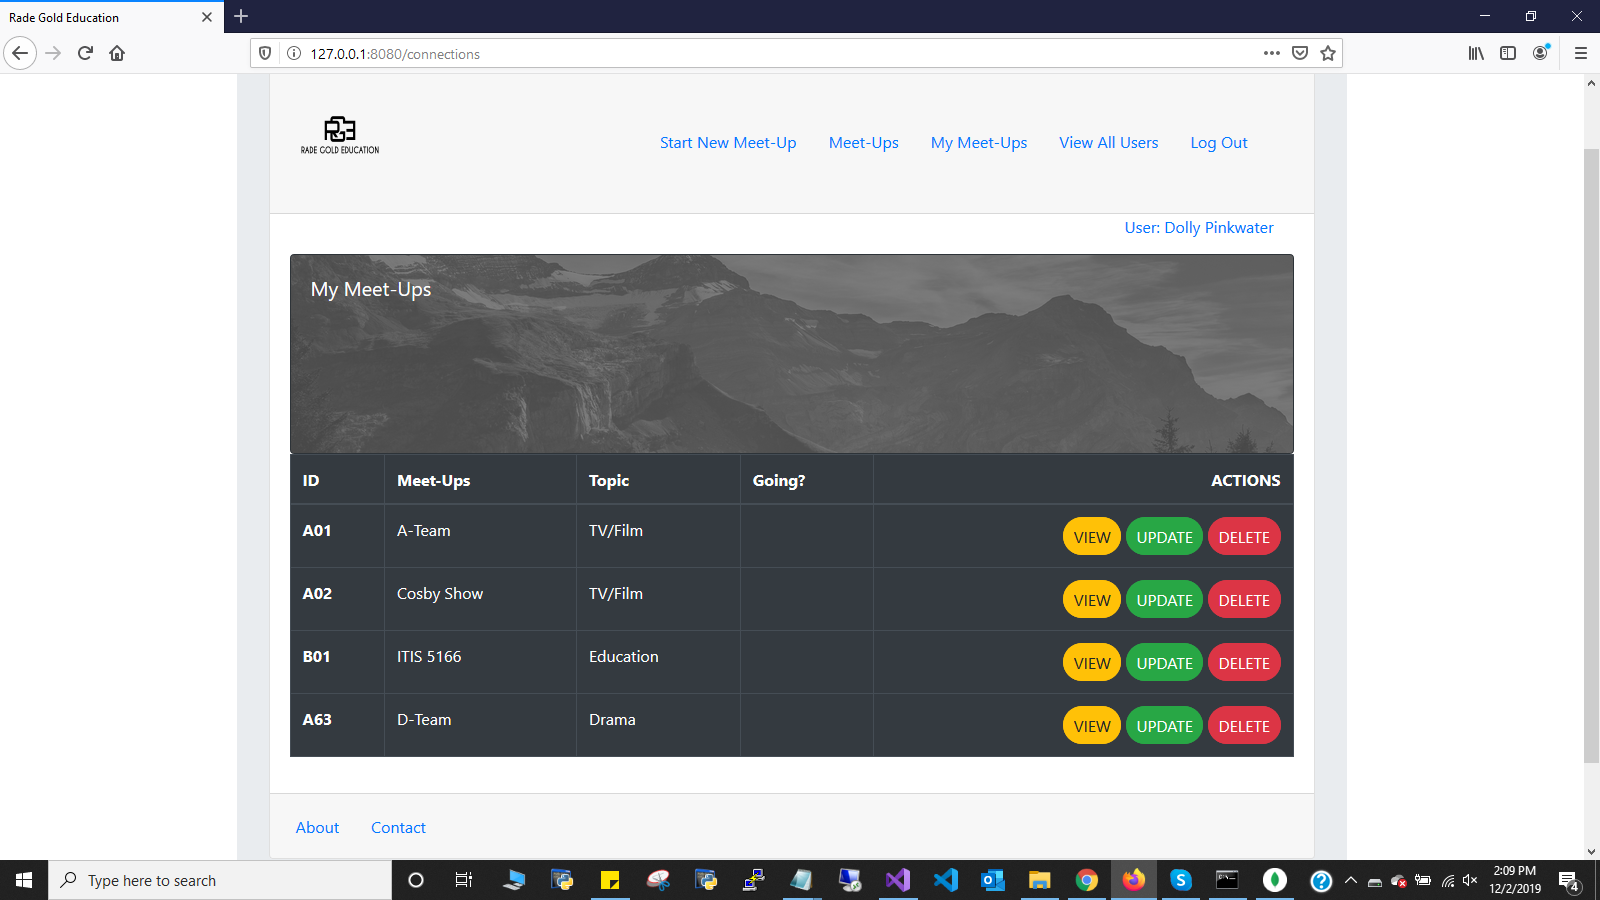 Rade Gold Education
127.0.0.1:8080/connections
RADE GOLD EDUCATION
Start New Meet-Up Meet-Ups My Meet-Ups View All Users Log Out
User: Dolly Pinkwater
My Meet-Ups
ID Meet-Ups Topic Going? ACTIONS
A01 A-Team TV/Film VIEW UPDATE DELETE
A02 Cosby Show TV/Film VIEW UPDATE DELETE
B01 ITIS 5166 Education VIEW UPDATE DELETE
A63 D-Team Drama VIEW UPDATE DELETE
About Contact
Type here to search
2:09 PM
12/2/2019
4